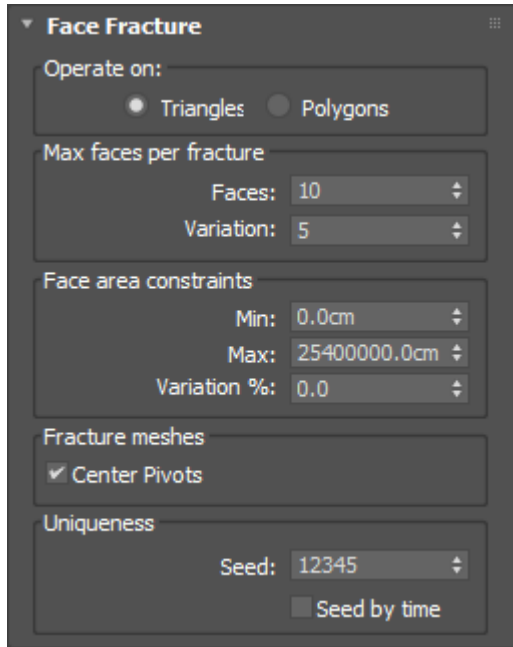 Face Fracture
Operate on:
Triangles Polygons
Max faces per fracture
Faces: 10
Variation: 5
Face area constraints
Min: 0.0cm
Max: 25400000.0cm
Variation %: 0.0
Fracture meshes
Center Pivots
Uniqueness
Seed: 12345
Seed by time